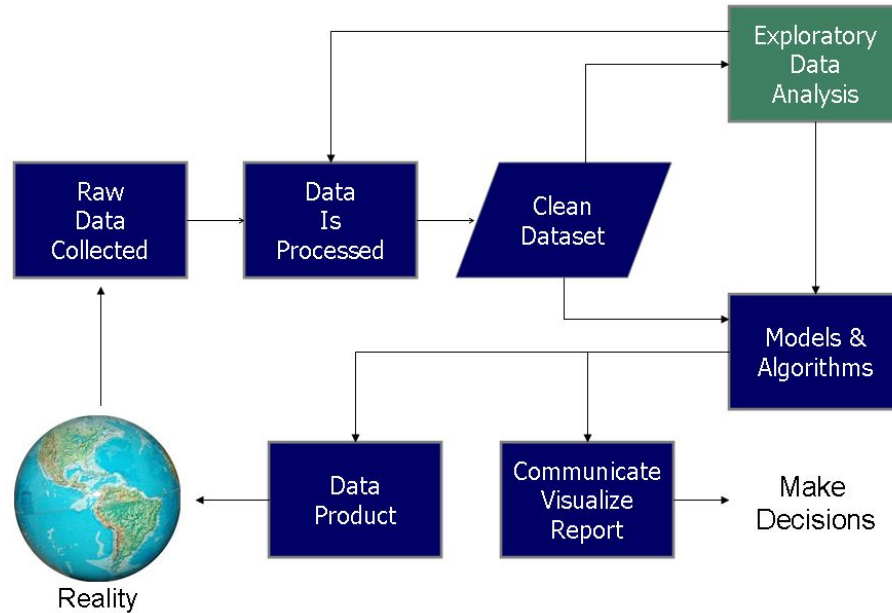 Exploratory
Data
Analysis
Raw
Data
Collected
Data
Is
Processed
Clean
Dataset
Models &
Algorithms
Data
Product
Communicate
Visualize
Report
Make
Decisions
Reality